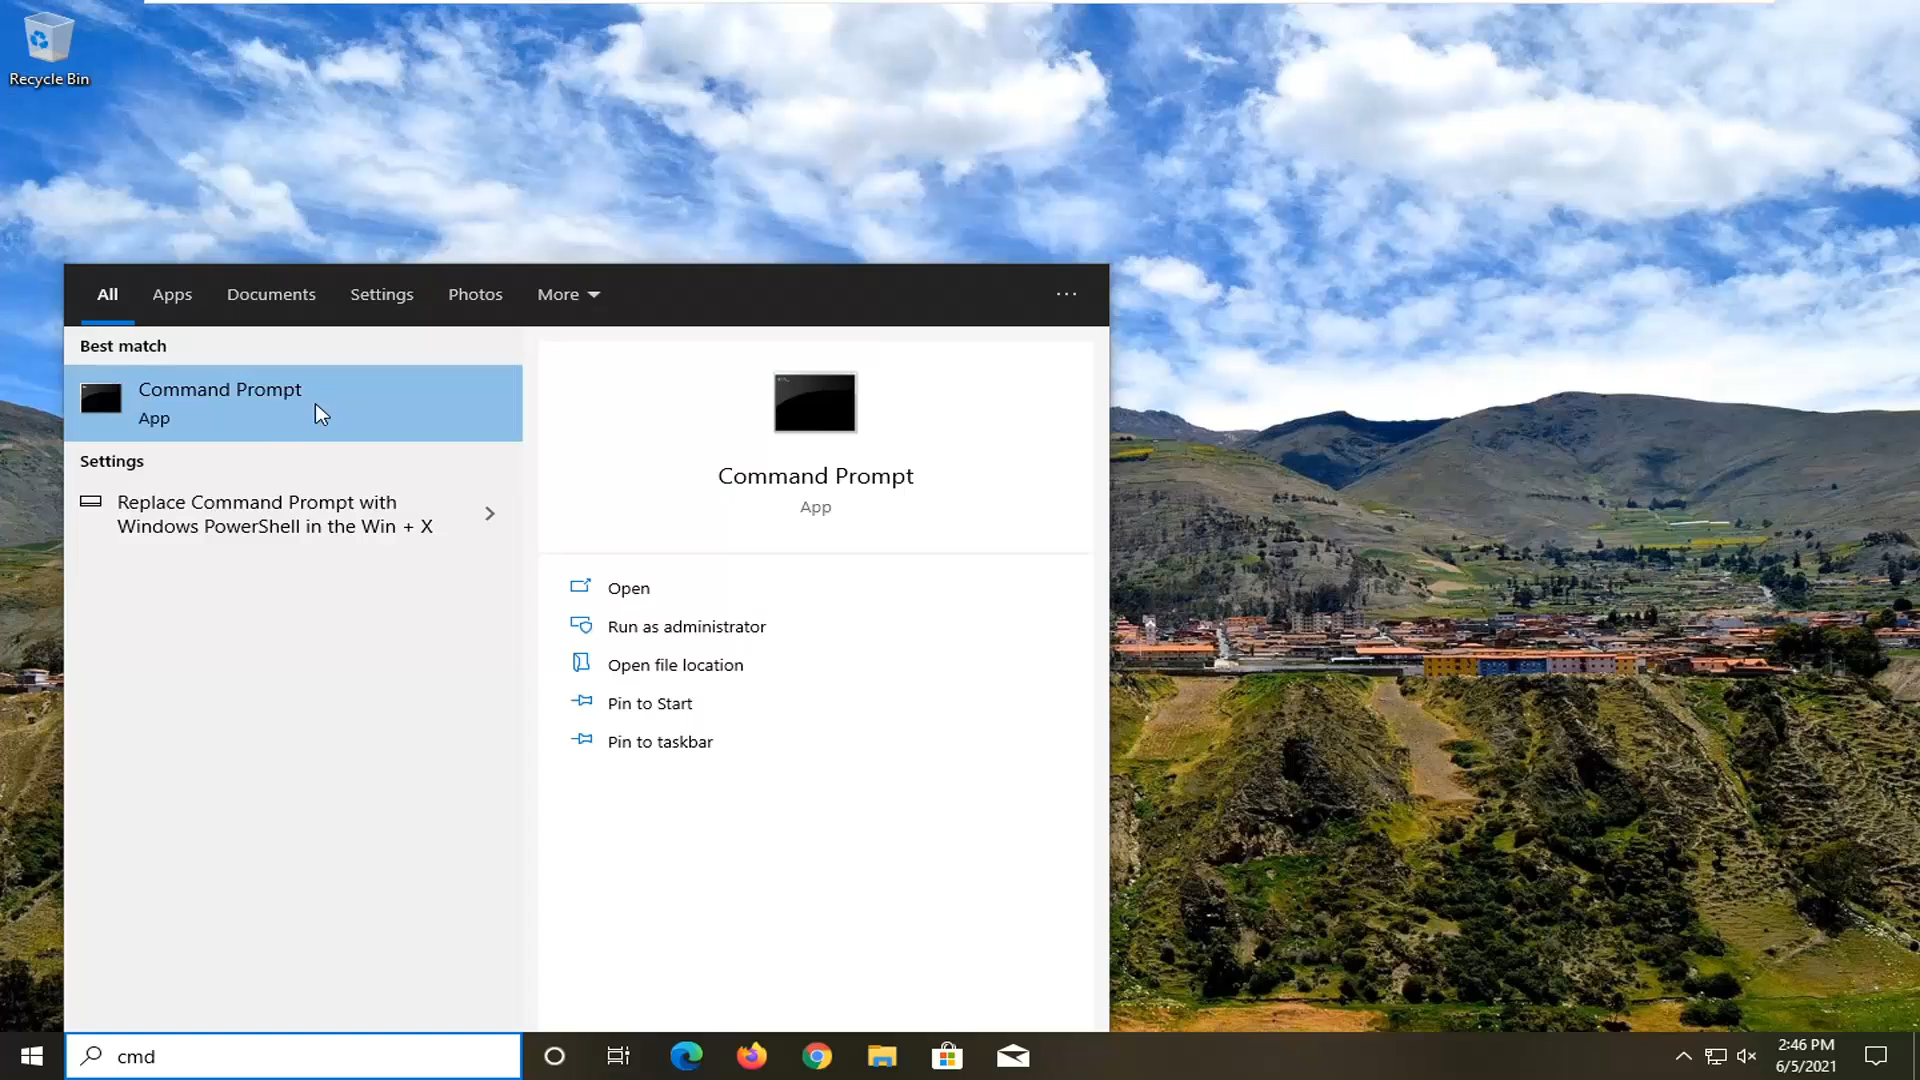 Recycle Bin
All
Apps
Documents
Settings
Photos
More
Best match
Command Prompt
App
Settings
Replace Command Prompt with
Windows PowerShell in the Win + X
Command Prompt
App
Open
Run as administrator
Open file location
Pin to Start
Pin to taskbar
cmd
2:46 PM
6/5/2021